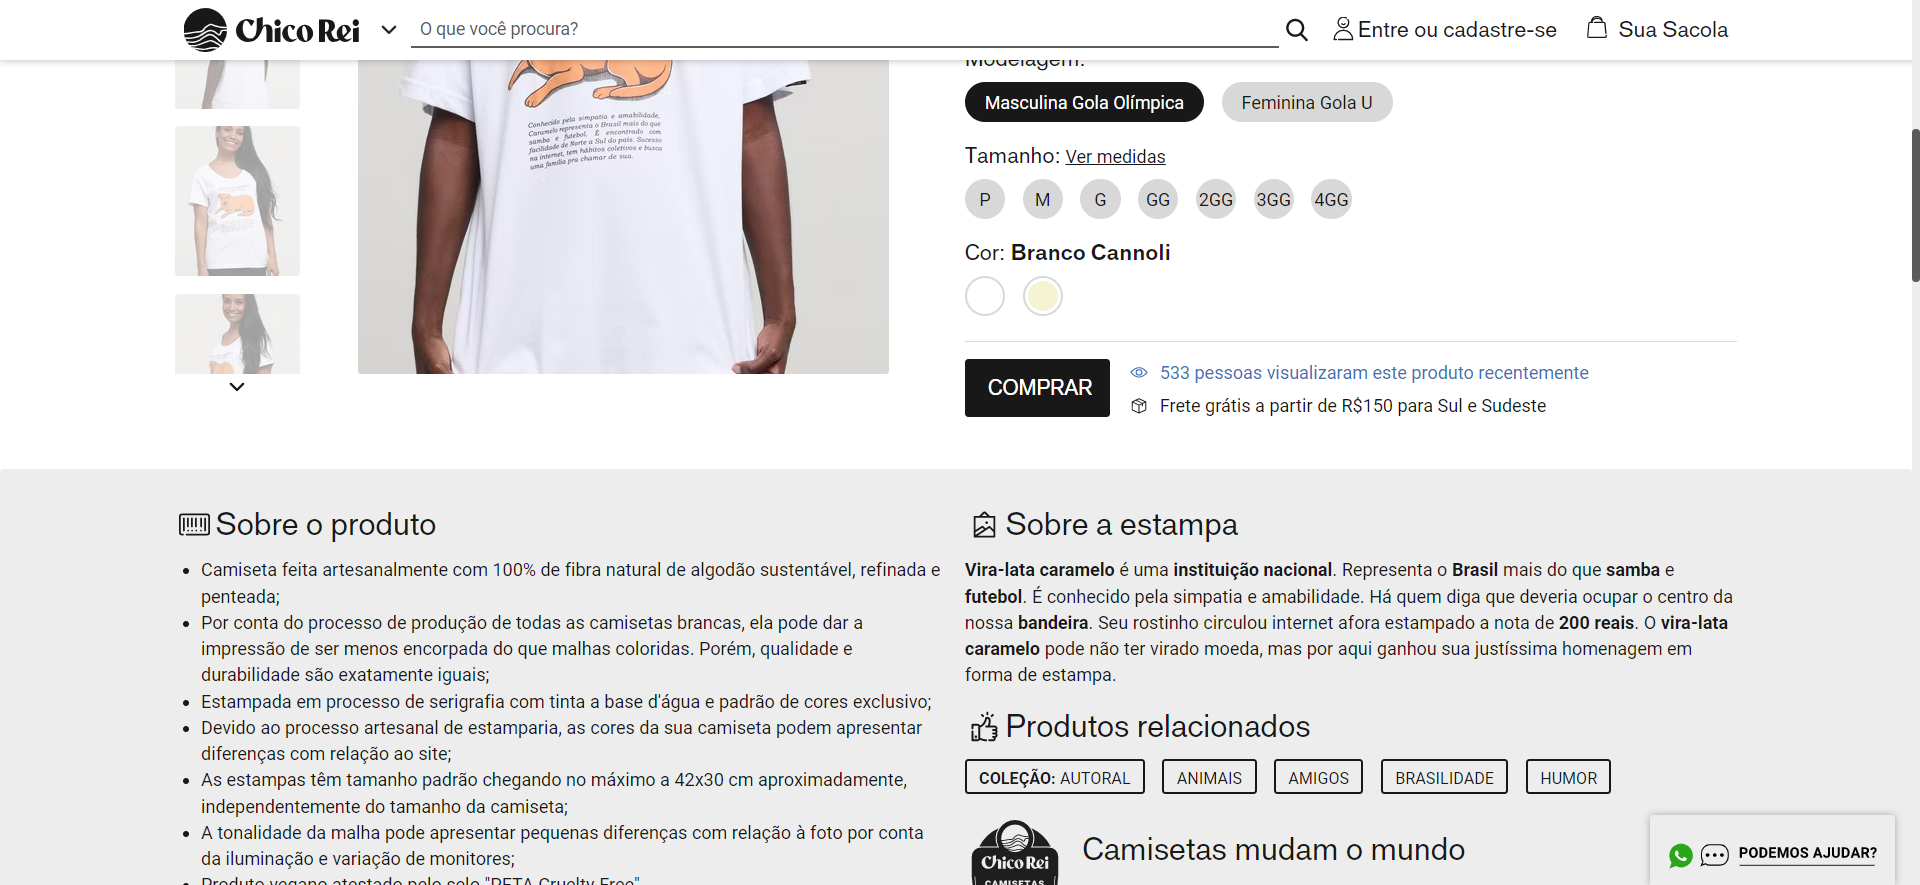 Chico Rei
O que você procura?
Entre ou cadastre-se
Sua Sacola
Modelagem:
Masculina Gola Olímpica
Feminina Gola U
Conhecido pela simpatia e amabilidade,
Caramelo representa o Brasil mais do que
samba e futebol. É encontrado com
facilidade de Norte a Sul do país. Sucesso
na internet, tem hábitos coletivos e busca
uma família pra chamar de sua.
Tamanho: Ver medidas
P M G GG 2GG 3GG 4GG
Cor: Branco Cannoli
COMPRAR
533 pessoas visualizaram este produto recentemente
Frete grátis a partir de R$150 para Sul e Sudeste
Sobre o produto
Camiseta feita artesanalmente com 100% de fibra natural de algodão sustentável, refinada e
penteada;
Por conta do processo de produção de todas as camisetas brancas, ela pode dar a
impressão de ser menos encorpada do que malhas coloridas. Porém, qualidade e
durabilidade são exatamente iguais;
Estampada em processo de serigrafia com tinta a base d'água e padrão de cores exclusivo;
Devido ao processo artesanal de estamparia, as cores da sua camiseta podem apresentar
diferenças com relação ao site;
As estampas têm tamanho padrão chegando no máximo a 42x30 cm aproximadamente,
independentemente do tamanho da camiseta;
A tonalidade da malha pode apresentar pequenas diferenças com relação à foto por conta
da iluminação e variação de monitores;
Produto vegano atestado pelo selo "PETA Cruelty Free"
Sobre a estampa
Vira-lata caramelo é uma instituição nacional. Representa o Brasil mais do que samba e
futebol. É conhecido pela simpatia e amabilidade. Há quem diga que deveria ocupar o centro da
nossa bandeira. Seu rostinho circulou internet afora estampado a nota de 200 reais. O vira-lata
caramelo pode não ter virado moeda, mas por aqui ganhou sua justíssima homenagem em
forma de estampa.
Produtos relacionados
COLEÇÃO: AUTORAL
ANIMAIS
AMIGOS
BRASILIDADE
HUMOR
Chico Rei
CAMISETAS
Camisetas mudam o mundo
PODEMOS AJUDAR?